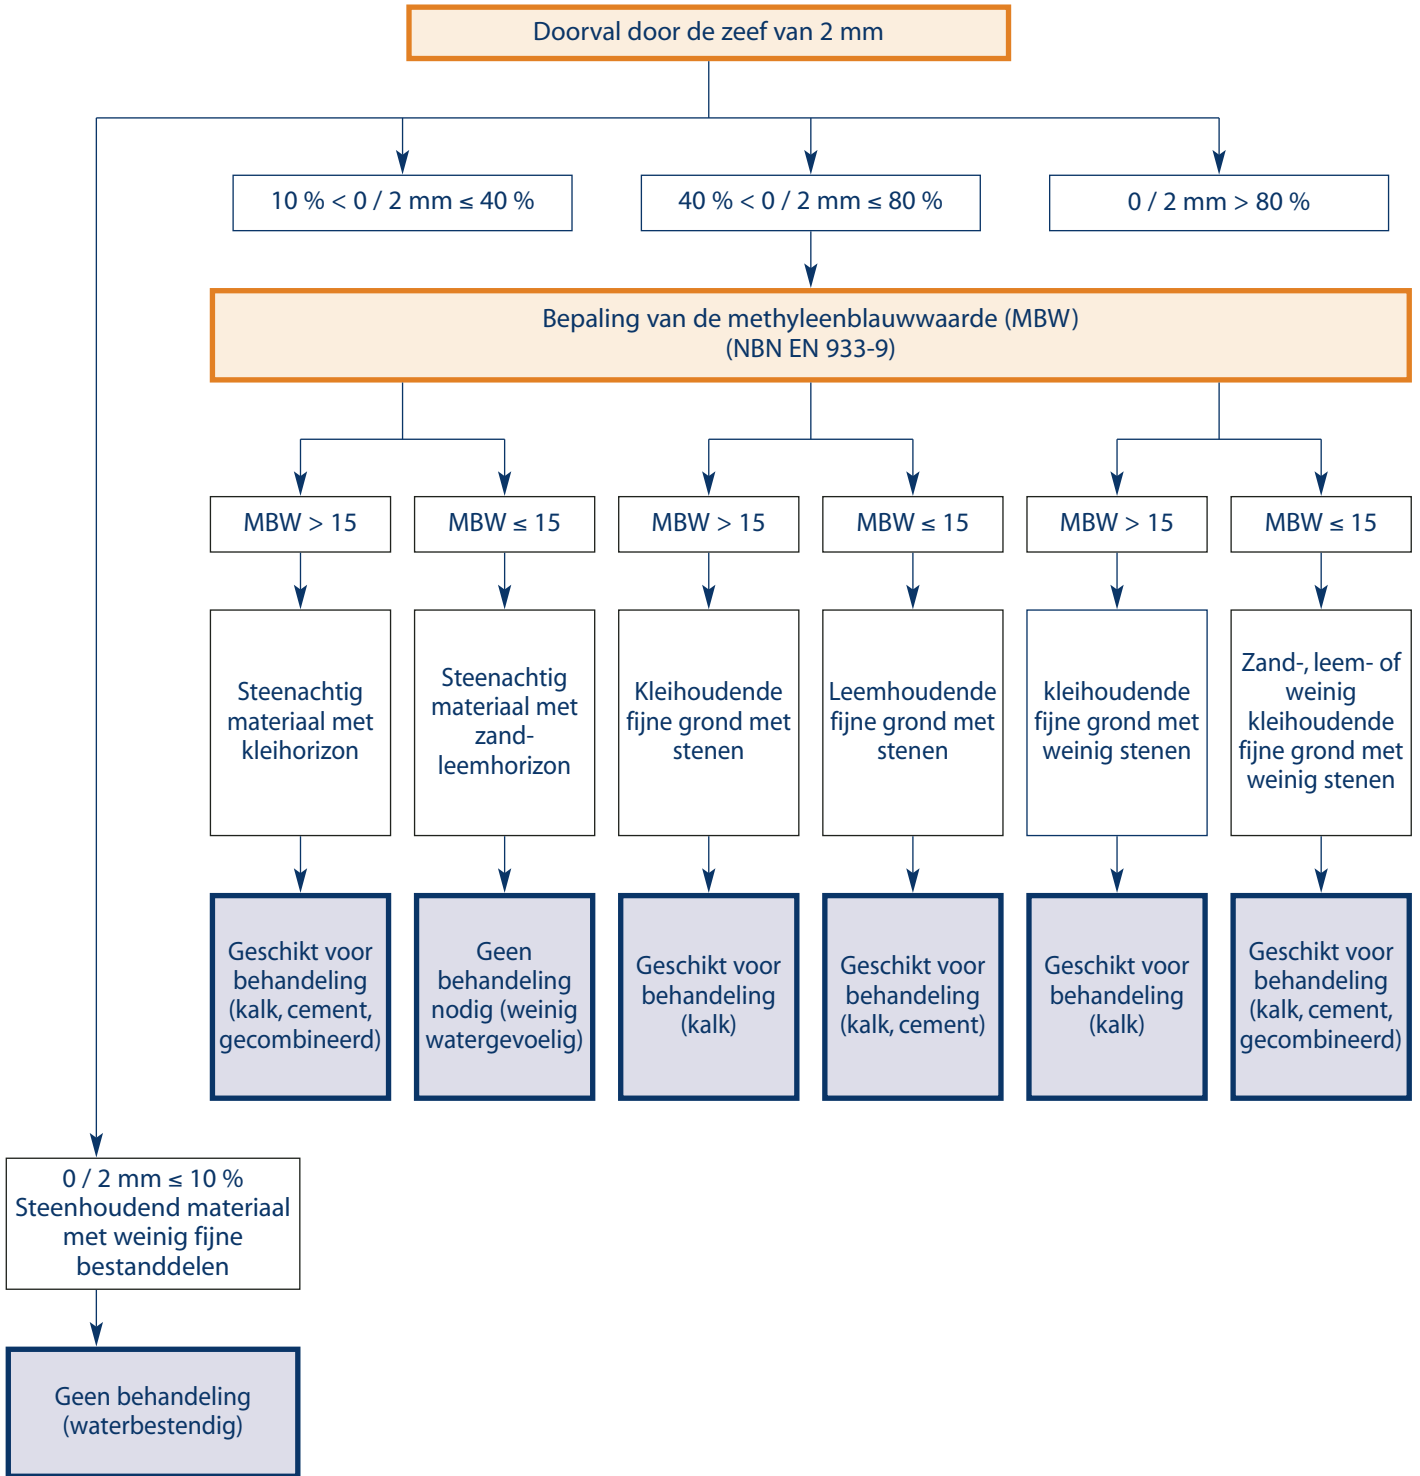 Doorval door de zeef van 2 mm
10 % < 0 / 2 mm ≤ 40 %
40 % < 0 / 2 mm ≤ 80 %
0 / 2 mm > 80 %
Bepaling van de methyleenblauwwaarde (MBW)
(NBN EN 933-9)
MBW > 15
MBW ≤ 15
MBW > 15
MBW ≤ 15
MBW > 15
MBW ≤ 15
Steenachtig
materiaal met
kleihorizon
Steenachtig
materiaal met
zand-
leemhorizon
Kleihoudende
fijne grond met
stenen
Leemhoudende
fijne grond met
stenen
kleihoudende
fijne grond met
weinig stenen
Zand-, leem- of
weinig
kleihoudende
fijne grond met
weinig stenen
Geschikt voor
behandeling
(kalk, cement,
gecombineerd)
Geen
behandeling
nodig (weinig
watergevoelig)
Geschikt voor
behandeling
(kalk)
Geschikt voor
behandeling
(kalk, cement)
Geschikt voor
behandeling
(kalk)
Geschikt voor
behandeling
(kalk, cement,
gecombineerd)
0 / 2 mm ≤ 10 %
Steenhoudend materiaal
met weinig fijne
bestanddelen
Geen behandeling
(waterbestendig)